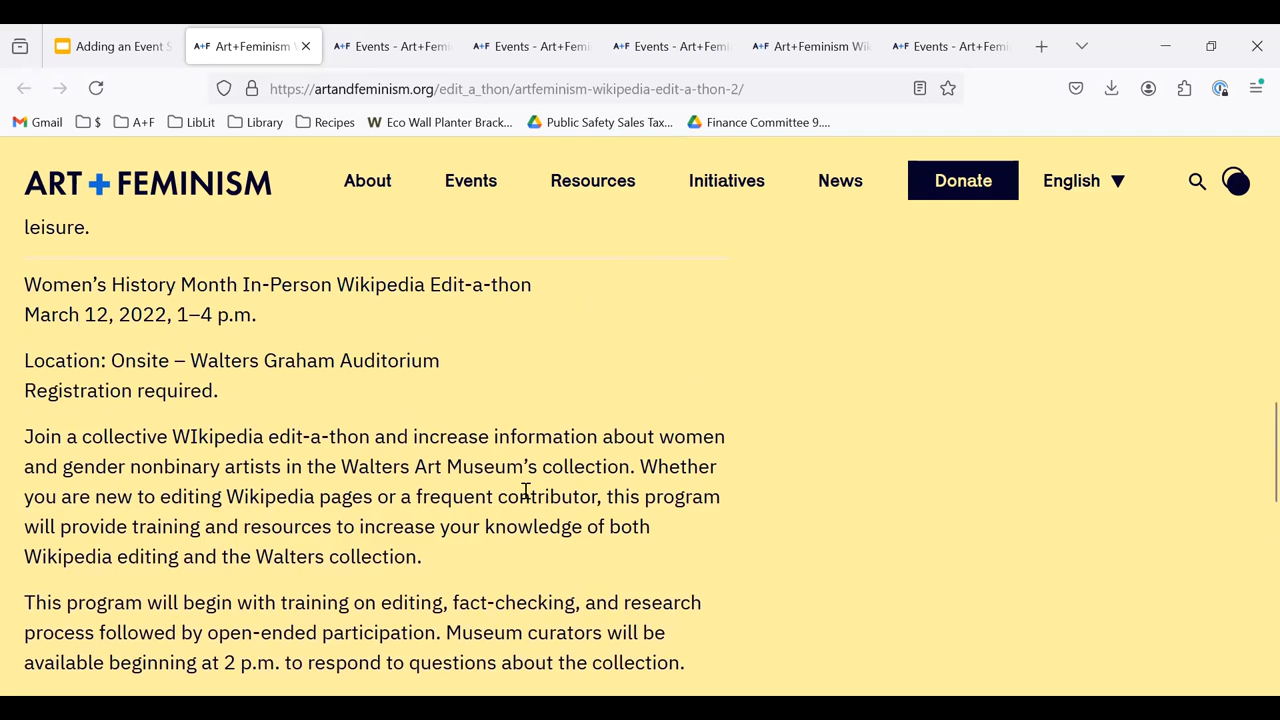 Adding an Event S
A+F Art+Feminism W
A+F Events - Art+Femi
A+F Events - Art+Femi
A+F Events - Art+Femi
A+F Art+Feminism Wik
A+F Events - Art+Femi
https://artandfeminism.org/edit_a_thon/artfeminism-wikipedia-edit-a-thon-2/
Gmail $ A+F LibLit Library Recipes Eco Wall Planter Brack... Public Safety Sales Tax... Finance Committee 9....
ART + FEMINISM
About Events Resources Initiatives News Donate English
leisure.
Women’s History Month In-Person Wikipedia Edit-a-thon
March 12, 2022, 1–4 p.m.
Location: Onsite – Walters Graham Auditorium
Registration required.
Join a collective WIkipedia edit-a-thon and increase information about women
and gender nonbinary artists in the Walters Art Museum’s collection. Whether
you are new to editing Wikipedia pages or a frequent contributor, this program
will provide training and resources to increase your knowledge of both
Wikipedia editing and the Walters collection.
This program will begin with training on editing, fact-checking, and research
process followed by open-ended participation. Museum curators will be
available beginning at 2 p.m. to respond to questions about the collection.